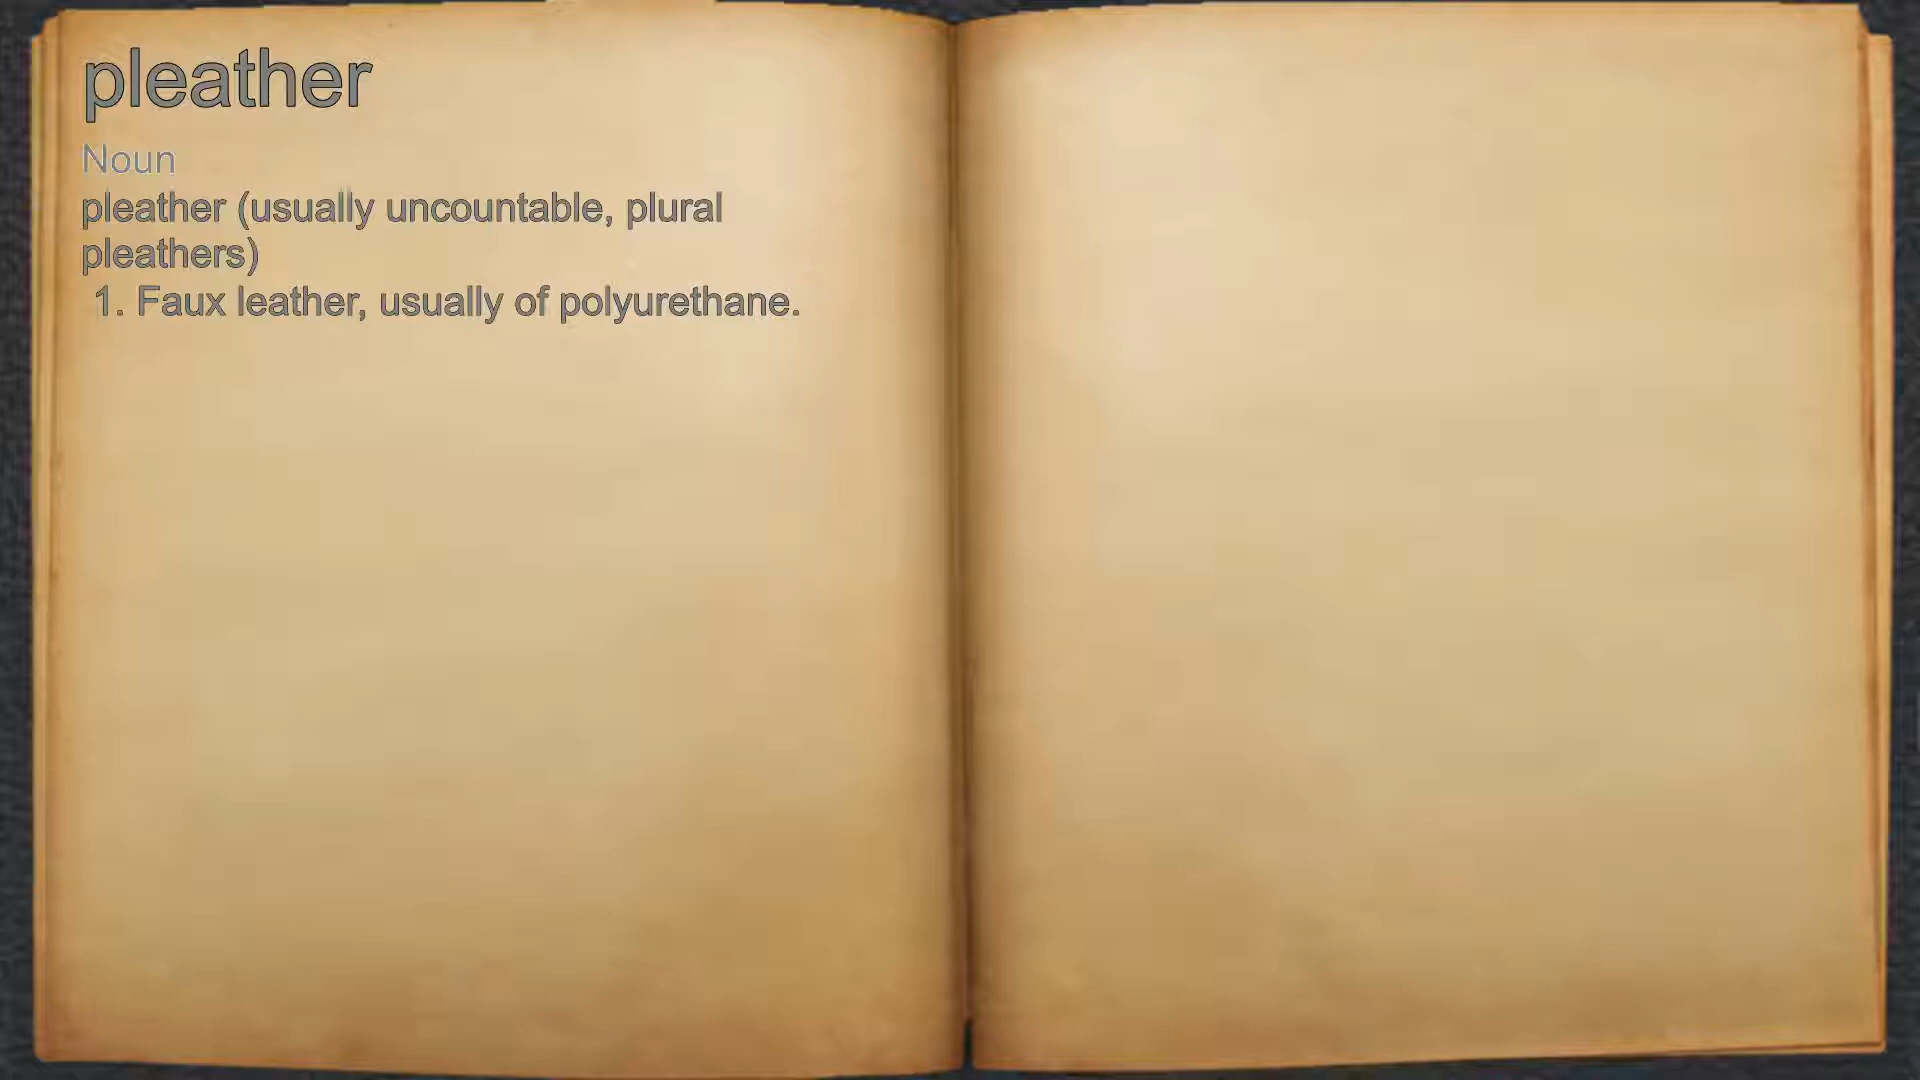 pleather
Noun
pleather (usually uncountable, plural
pleathers)
1. Faux leather, usually of polyurethane.